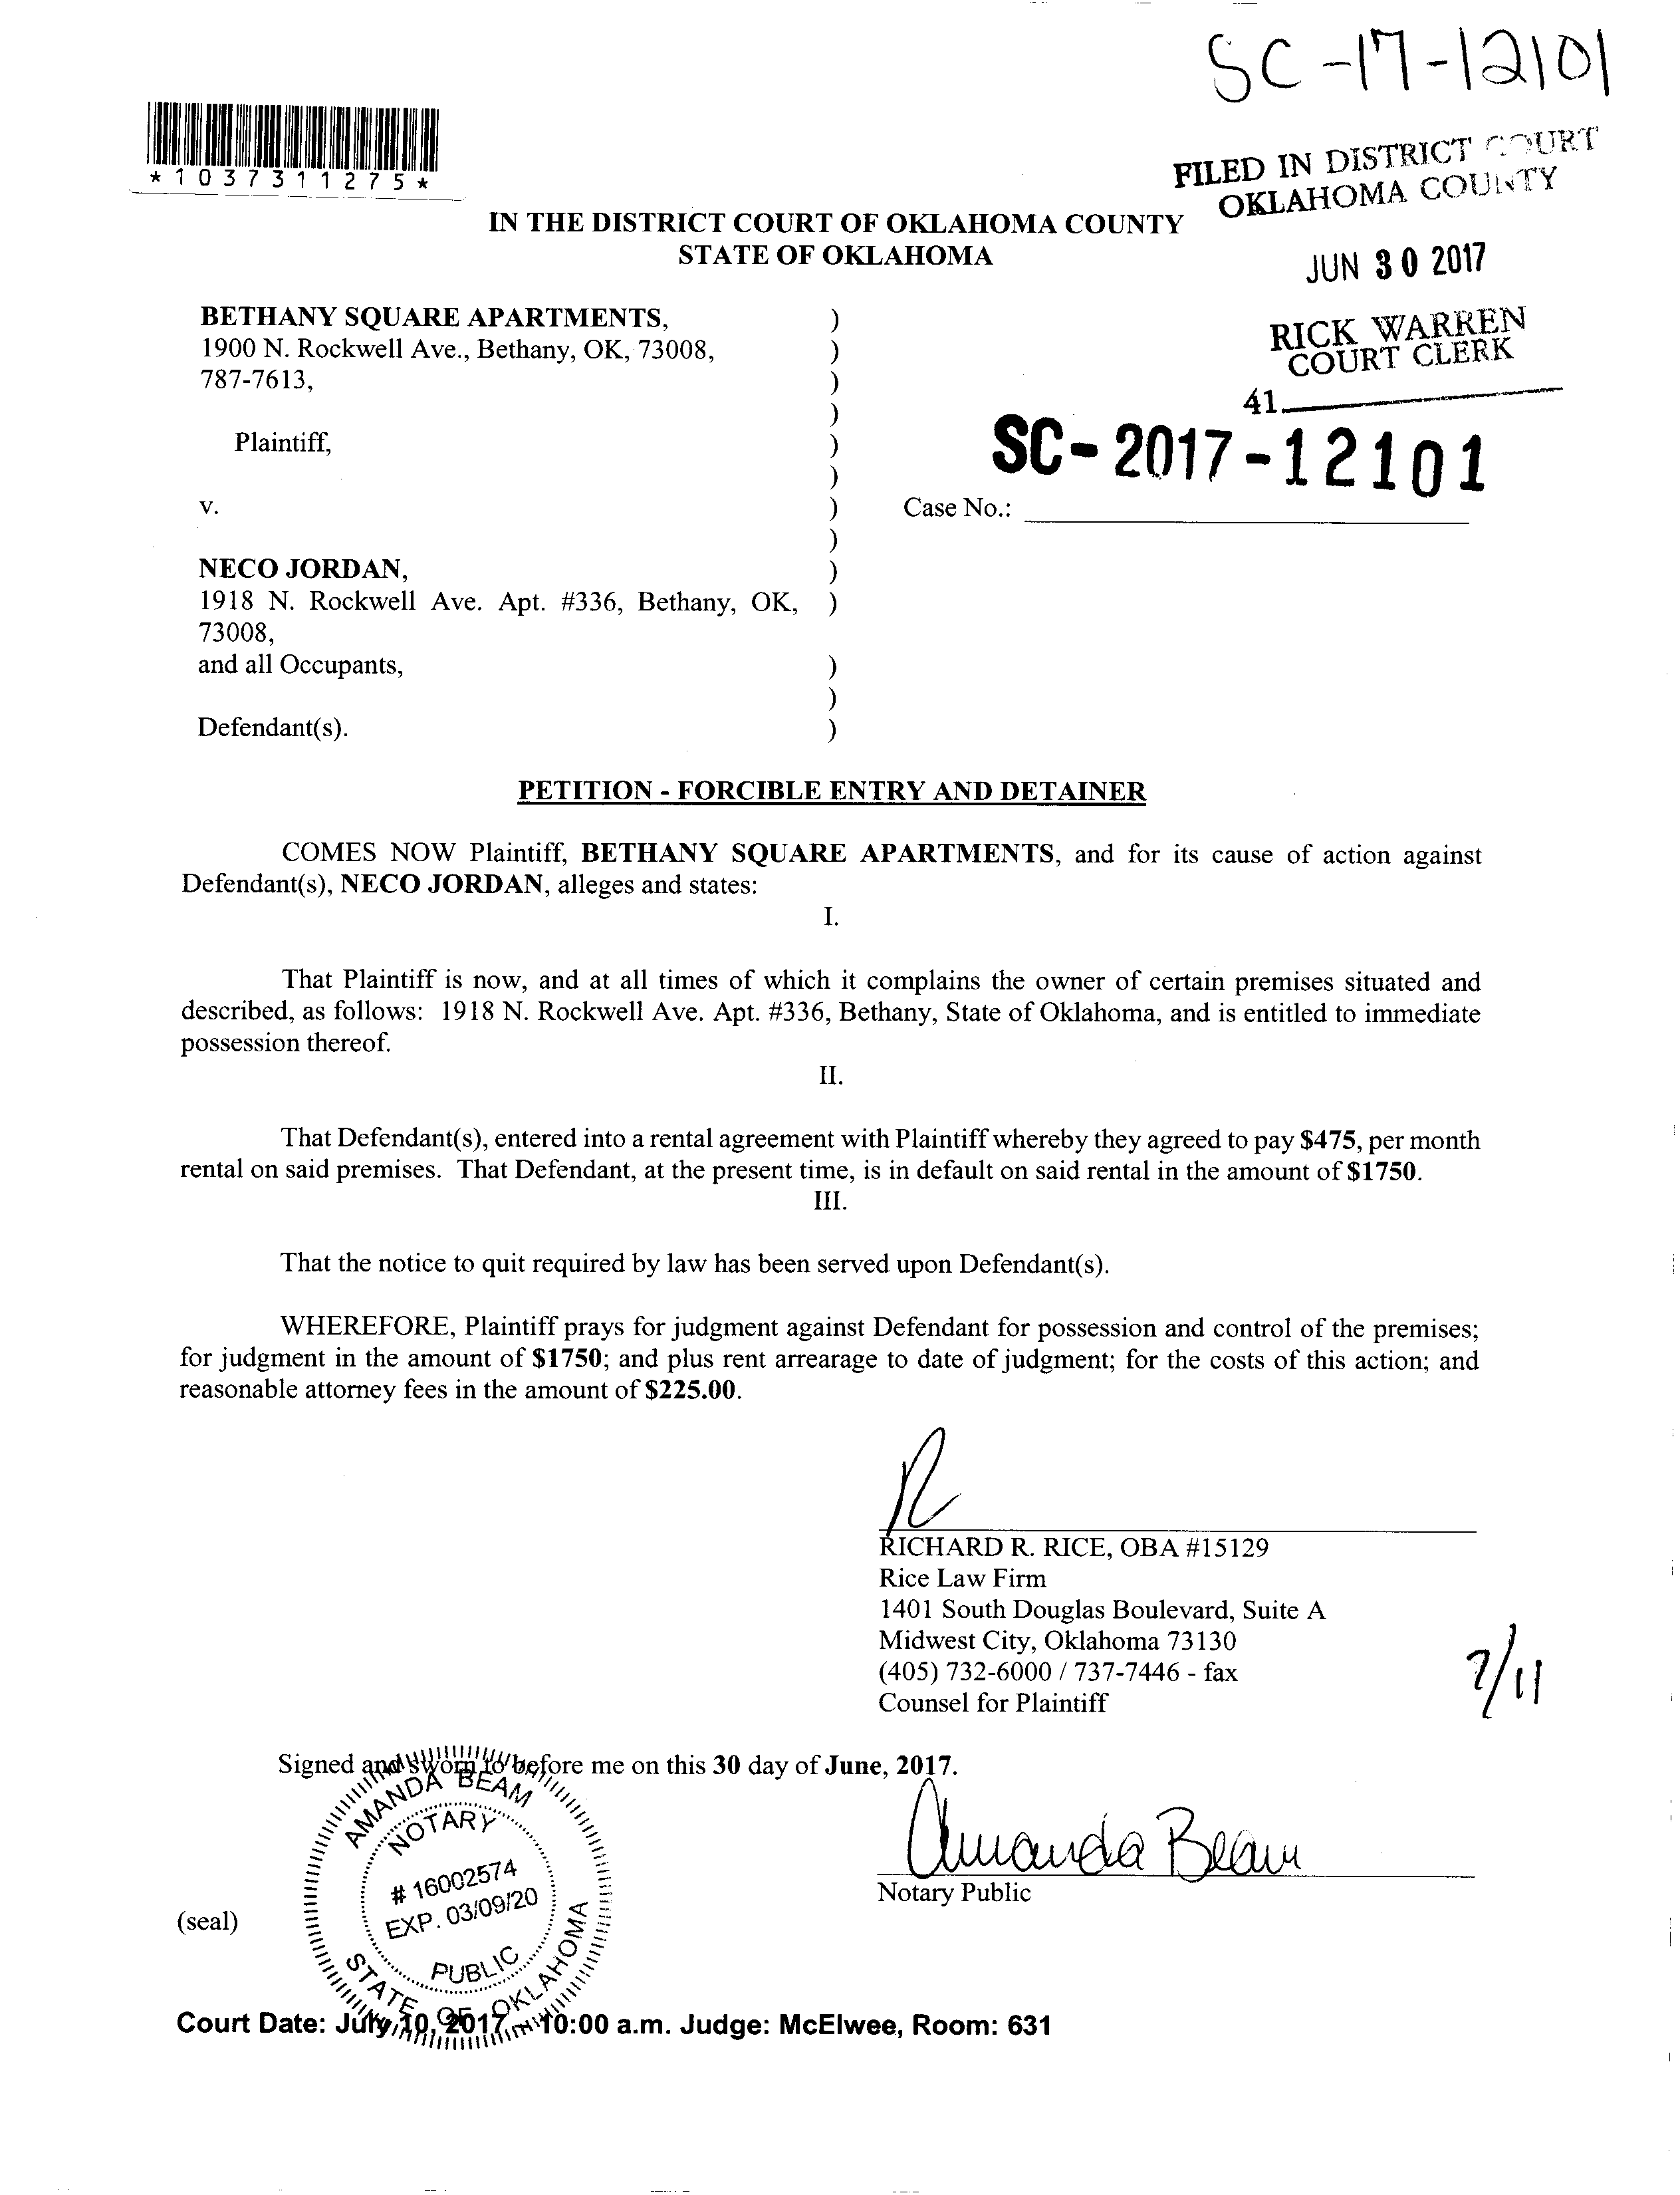 SC-17-12101
*1037311275*
FILED IN DISTRICT COURT
OKLAHOMA COUNTY
IN THE DISTRICT COURT OF OKLAHOMA COUNTY
STATE OF OKLAHOMA
JUN 30 2017
RICK WARREN
COURT CLERK
41
BETHANY SQUARE APARTMENTS, )
1900 N. Rockwell Ave., Bethany, OK, 73008, )
787-7613, )
)
Plaintiff, )
)
SC-2017-12101
v. ) Case No.:
)
NECO JORDAN, )
1918 N. Rockwell Ave. Apt. #336, Bethany, OK, )
73008,
and all Occupants, )
)
Defendant(s). )
PETITION - FORCIBLE ENTRY AND DETAINER
COMES NOW Plaintiff, BETHANY SQUARE APARTMENTS, and for its cause of action against
Defendant(s), NECO JORDAN, alleges and states:
I.
That Plaintiff is now, and at all times of which it complains the owner of certain premises situated and
described, as follows: 1918 N. Rockwell Ave. Apt. #336, Bethany, State of Oklahoma, and is entitled to immediate
possession thereof.
II.
That Defendant(s), entered into a rental agreement with Plaintiff whereby they agreed to pay $475, per month
rental on said premises. That Defendant, at the present time, is in default on said rental in the amount of $1750.
III.
That the notice to quit required by law has been served upon Defendant(s).
WHEREFORE, Plaintiff prays for judgment against Defendant for possession and control of the premises;
for judgment in the amount of $1750; and plus rent arrearage to date of judgment; for the costs of this action; and
reasonable attorney fees in the amount of $225.00.
R
RICHARD R. RICE, OBA #15129
Rice Law Firm
1401 South Douglas Boulevard, Suite A
Midwest City, Oklahoma 73130
(405) 732-6000 / 737-7446 - fax
Counsel for Plaintiff
7/11
Signed and sworn to before me on this 30 day of June, 2017.
AMANDA BEAM
NOTARY
# 16002574
EXP. 03/09/20
PUBLIC
STATE OF OKLAHOMA
Amanda Beam
Notary Public
(seal)
Court Date: July 10, 2017 ~ 10:00 a.m. Judge: McElwee, Room: 631